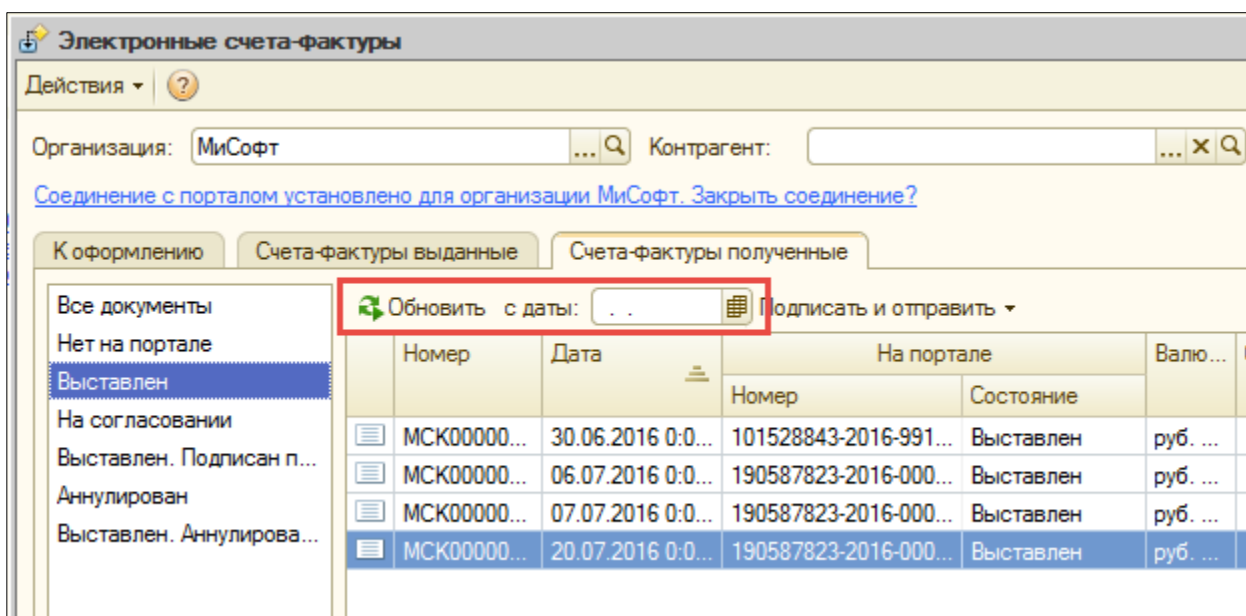 Электронные счета-фактуры
Действия
Организация: МиСофт ... Контрагент: ...
Соединение с порталом установлено для организации МиСофт. Закрыть соединение?
К оформлению Счета-фактуры выданные Счета-фактуры полученные
Все документы
Нет на портале
Выставлен
На согласовании
Выставлен. Подписан п...
Аннулирован
Выставлен. Аннулирова...
Обновить с даты: . . Подписать и отправить
Номер Дата На портале Валю...
Номер Состояние
МСК00000... 30.06.2016 0:0... 101528843-2016-991... Выставлен руб. ...
МСК00000... 06.07.2016 0:0... 190587823-2016-000... Выставлен руб. ...
МСК00000... 07.07.2016 0:0... 190587823-2016-000... Выставлен руб. ...
МСК00000... 20.07.2016 0:0... 190587823-2016-000... Выставлен руб. ...